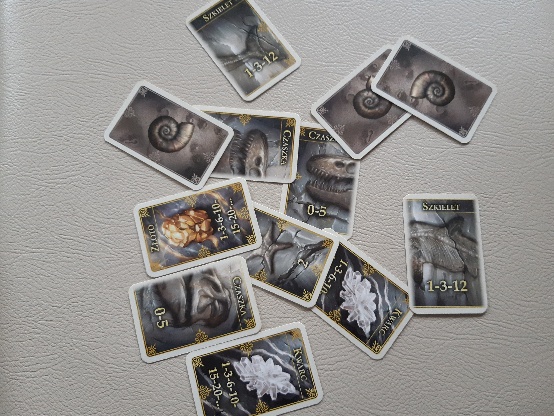 SZKIELET
1-3-12
CZASZKA
CZASZ
0-5
ZŁOTO
1-3-6-10-
15-20-...
2
1-3-6-10-
KWARC
SZKIELET
1-3-12
CZASZKA
0-5
KWARC
1-3-6-10-
15-20-...